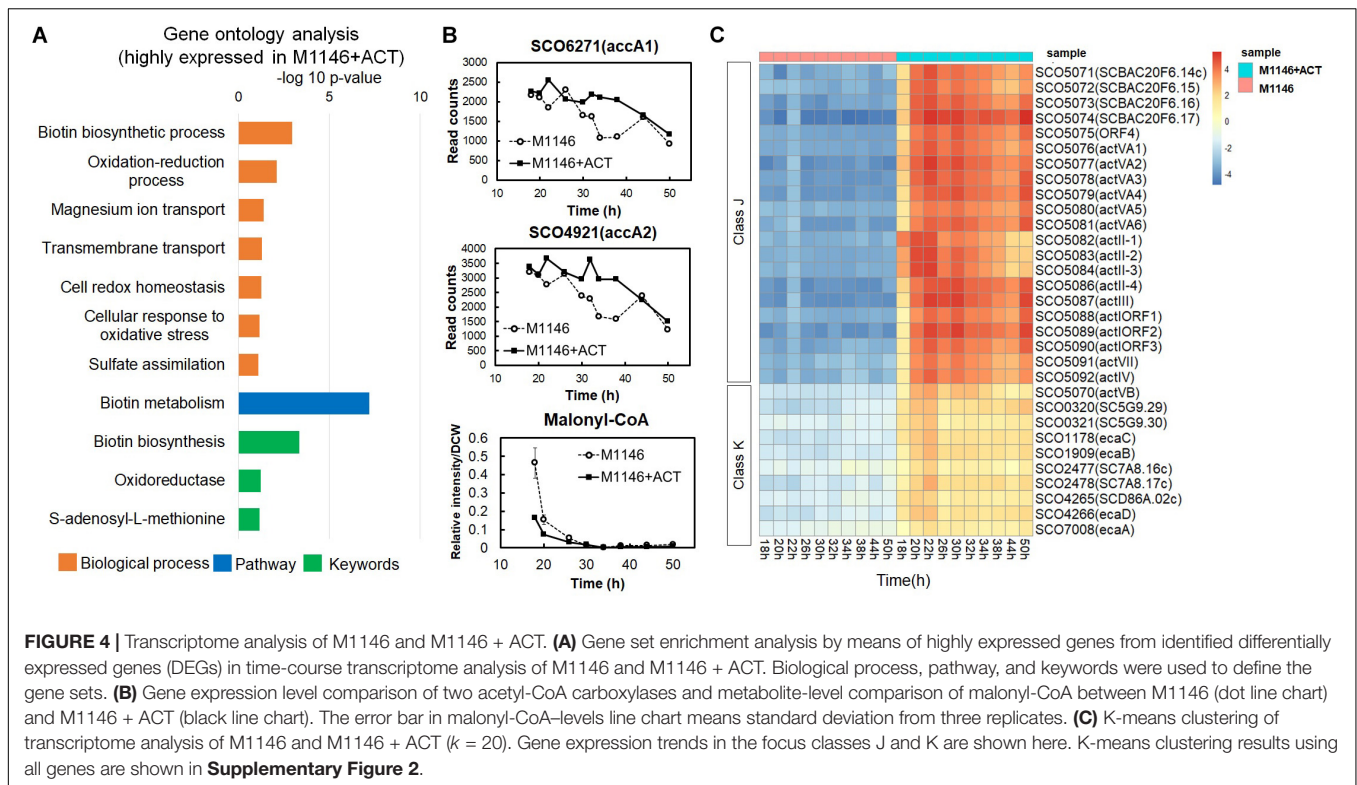 A
Gene ontology analysis
(highly expressed in M1146+ACT)
-log 10 p-value
0 5 10
Biotin biosynthetic process
Oxidation-reduction
process
Magnesium ion transport
Transmembrane transport
Cell redox homeostasis
Cellular response to
oxidative stress
Sulfate assimilation
Biotin metabolism
Biotin biosynthesis
Oxidoreductase
S-adenosyl-L-methionine
Biological process Pathway Keywords
B
SCO6271(accA1)
Read counts
3000
2500
2000
1500
1000
500
0
M1146
M1146+ACT
10 20 30 40 50
Time (h)
SCO4921(accA2)
Read counts
4000
3500
3000
2500
2000
1500
1000
500
0
M1146
M1146+ACT
10 20 30 40 50
Time (h)
Malonyl-CoA
Relative intensity/DCW
0.6
0.5
0.4
0.3
0.2
0.1
0
M1146
M1146+ACT
10 20 30 40 50
Time (h)
C
sample
Class J
Class K
SCO5071(SCBAC20F6.14c)
SCO5072(SCBAC20F6.15)
SCO5073(SCBAC20F6.16)
SCO5074(SCBAC20F6.17)
SCO5075(ORF4)
SCO5076(actVA1)
SCO5077(actVA2)
SCO5078(actVA3)
SCO5079(actVA4)
SCO5080(actVA5)
SCO5081(actVA6)
SCO5082(actII-1)
SCO5083(actII-2)
SCO5084(actII-3)
SCO5086(actII-4)
SCO5087(actIII)
SCO5088(actIORF1)
SCO5089(actIORF2)
SCO5090(actIORF3)
SCO5091(actVII)
SCO5092(actIV)
SCO5070(actVB)
SCO0320(SC5G9.29)
SCO0321(SC5G9.30)
SCO1178(ecaC)
SCO1909(ecaB)
SCO2477(SC7A8.16c)
SCO2478(SC7A8.17c)
SCO4265(SCD86A.02c)
SCO4266(ecaD)
SCO7008(ecaA)
18h 20h 22h 26h 30h 32h 34h 38h 44h 50h 18h 20h 22h 26h 30h 32h 34h 38h 44h 50h
Time(h)
4
2
0
-2
-4
sample
M1146+ACT
M1146
FIGURE 4 | Transcriptome analysis of M1146 and M1146 + ACT. (A) Gene set enrichment analysis by means of highly expressed genes from identified differentially
expressed genes (DEGs) in time-course transcriptome analysis of M1146 and M1146 + ACT. Biological process, pathway, and keywords were used to define the
gene sets. (B) Gene expression level comparison of two acetyl-CoA carboxylases and metabolite-level comparison of malonyl-CoA between M1146 (dot line chart)
and M1146 + ACT (black line chart). The error bar in malonyl-CoA–levels line chart means standard deviation from three replicates. (C) K-means clustering of
transcriptome analysis of M1146 and M1146 + ACT (k = 20). Gene expression trends in the focus classes J and K are shown here. K-means clustering results using
all genes are shown in Supplementary Figure 2.